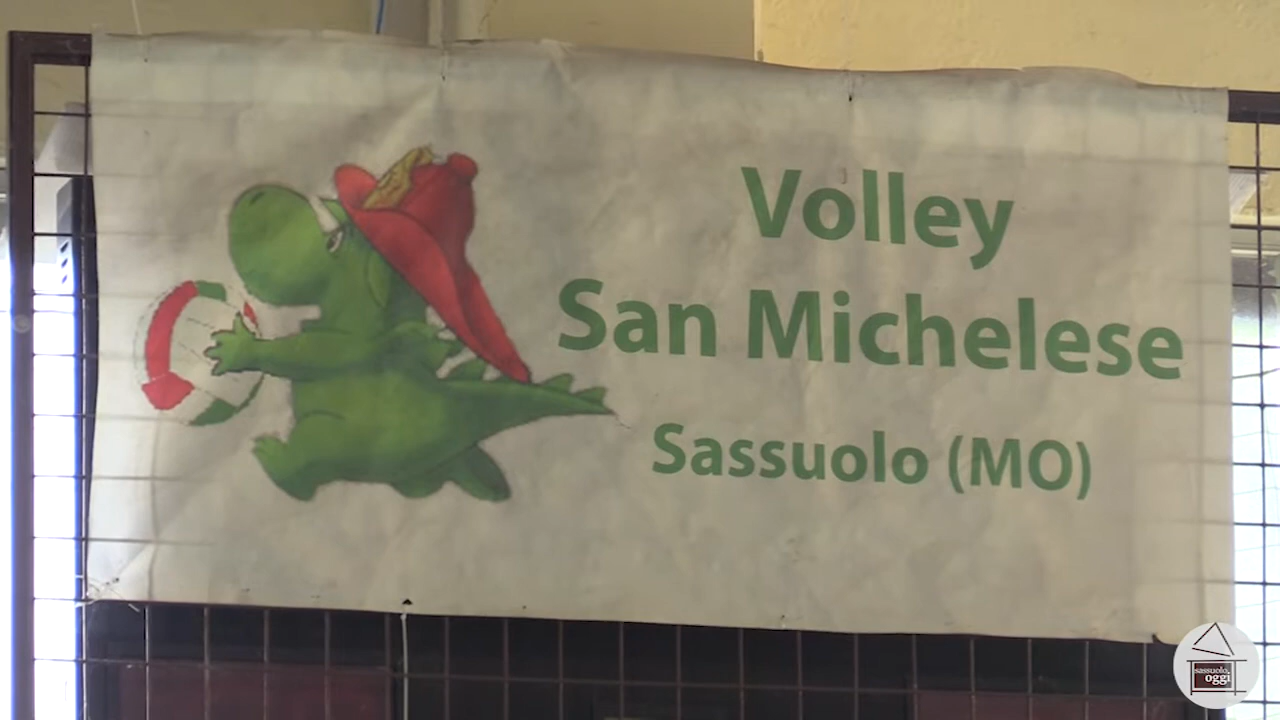 Volley
San Michelese
Sassuolo (MO)
sassuolo
oggi